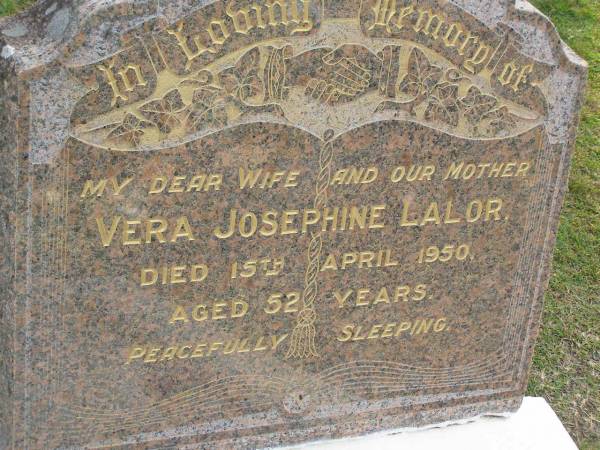 In Loving Memory of
MY DEAR WIFE AND OUR MOTHER
VERA JOSEPHINE LALOR.
DIED 15TH APRIL 1950,
AGED 52 YEARS.
PEACEFULLY SLEEPING.